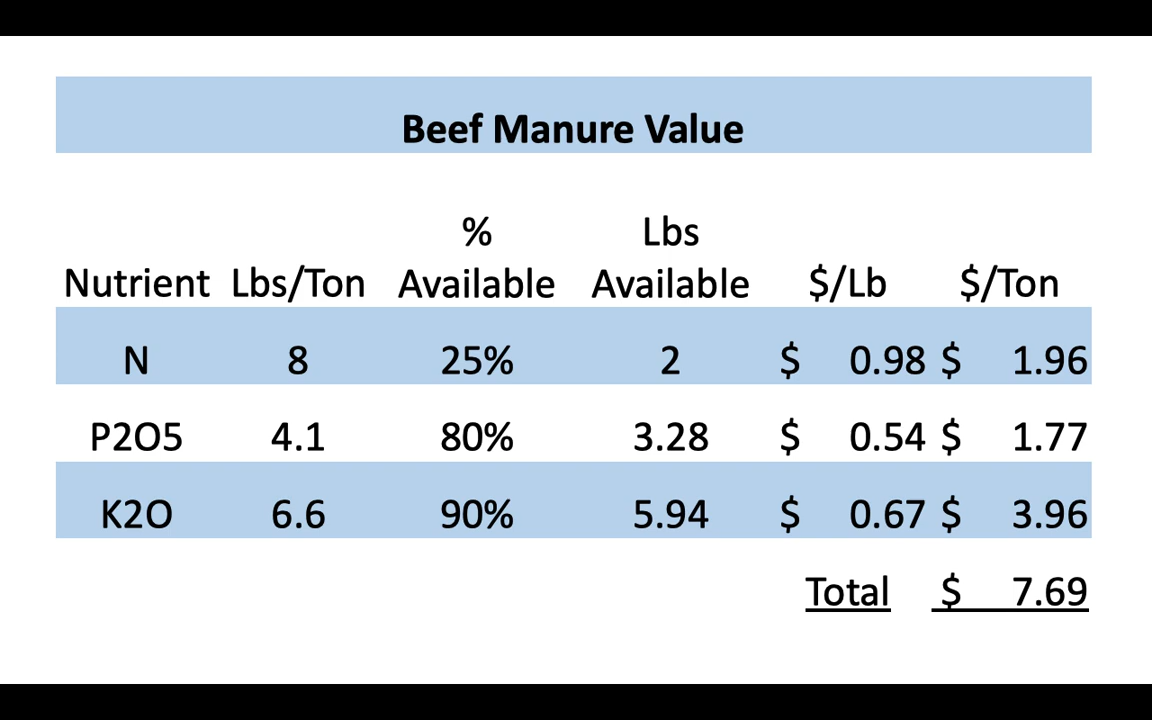 Beef Manure Value
% Lbs
Nutrient Lbs/Ton Available Available $/Lb $/Ton
N 8 25% 2 $ 0.98 $ 1.96
P2O5 4.1 80% 3.28 $ 0.54 $ 1.77
K2O 6.6 90% 5.94 $ 0.67 $ 3.96
Total $ 7.69